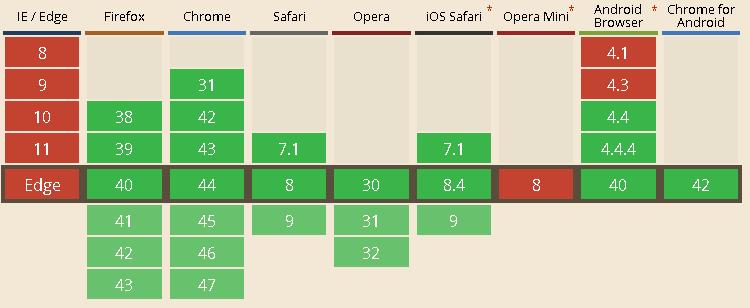 IE / Edge Firefox Chrome Safari Opera iOS Safari * Opera Mini * Android Browser * Chrome for Android
8 4.1
9 31 4.3
10 38 42 4.4
11 39 43 7.1 7.1 4.4.4
Edge 40 44 8 30 8.4 8 40 42
41 45 9 31 9
42 46 32
43 47